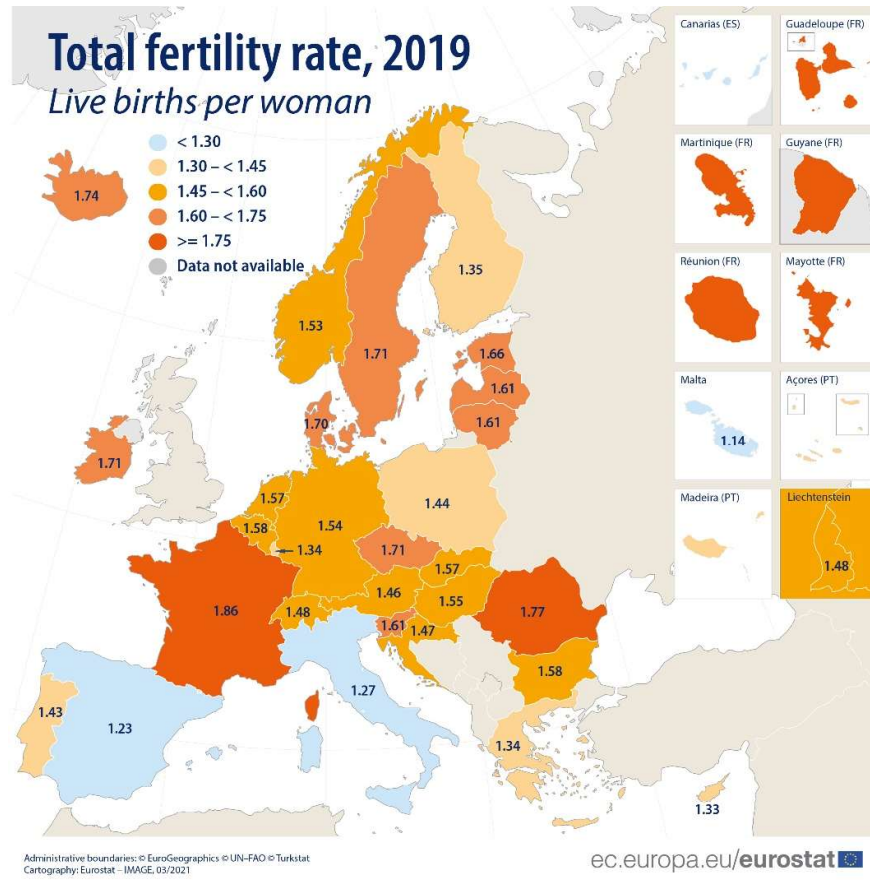 Total fertility rate, 2019
Live births per woman
< 1.30
1.30 – < 1.45
1.45 – < 1.60
1.60 – < 1.75
>= 1.75
Data not available
1.74
1.35
1.53
1.71
1.66
1.61
1.61
1.70
1.71
1.57
1.44
1.58
1.54
1.34
1.71
1.57
1.46
1.55
1.86
1.48
1.77
1.61
1.47
1.58
1.27
1.43
1.23
1.34
1.33
Canarias (ES)
Guadeloupe (FR)
Martinique (FR)
Guyane (FR)
Réunion (FR)
Mayotte (FR)
Malta
1.14
Açores (PT)
Madeira (PT)
Liechtenstein
1.48
Administrative boundaries: © EuroGeographics © UN–FAO © Turkstat
Cartography: Eurostat – IMAGE, 03/2021
ec.europa.eu/eurostat